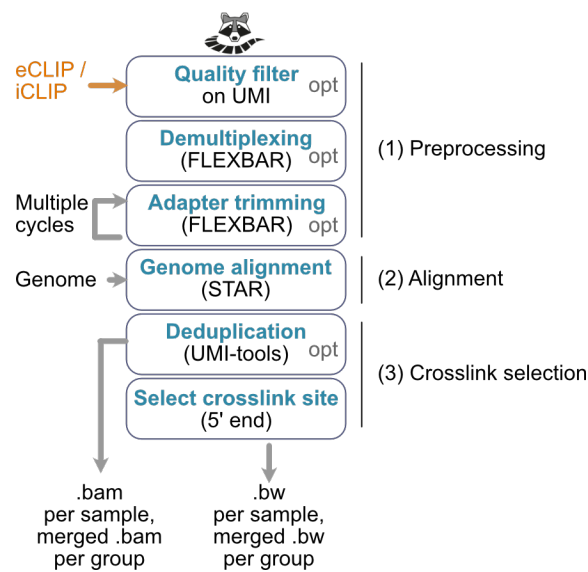 eCLIP /
iCLIP
Quality filter
on UMI
opt
Demultiplexing
(FLEXBAR)
opt
Multiple
cycles
Adapter trimming
(FLEXBAR)
opt
(1) Preprocessing
Genome
Genome alignment
(STAR)
(2) Alignment
Deduplication
(UMI-tools)
opt
Select crosslink site
(5' end)
(3) Crosslink selection
.bam
per sample,
merged .bam
per group
.bw
per sample,
merged .bw
per group